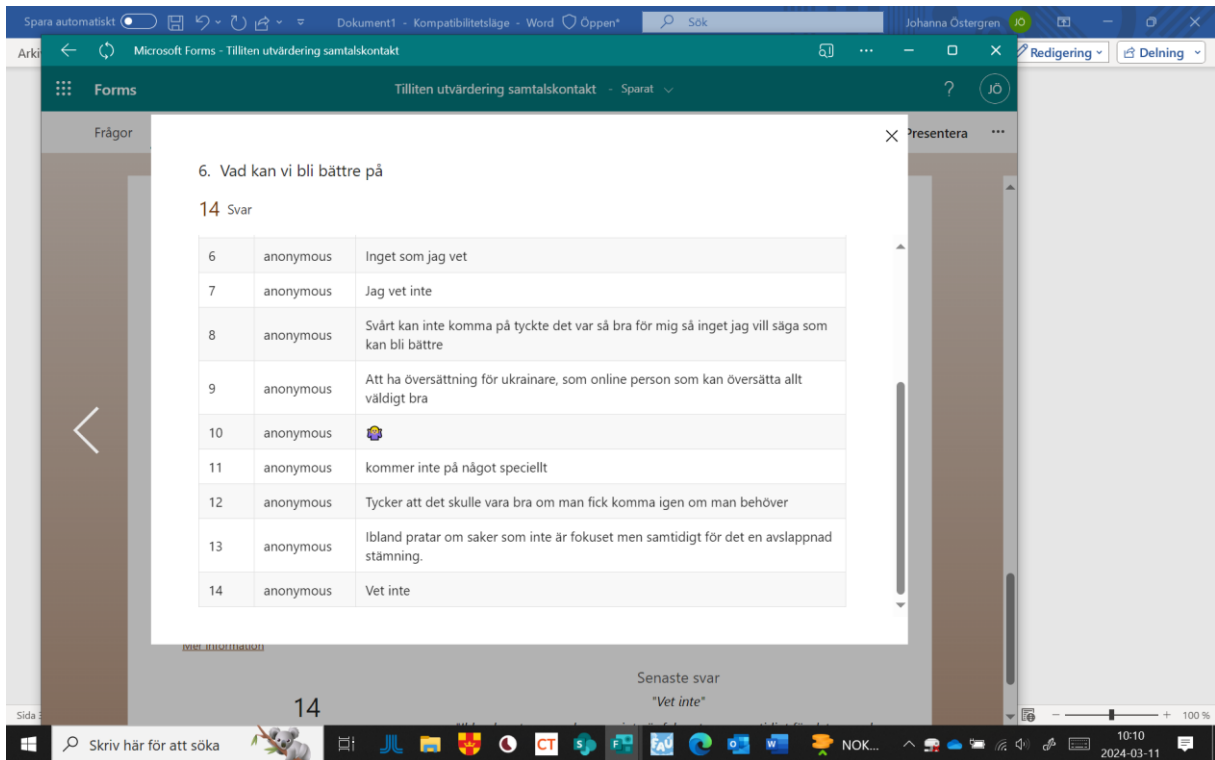 Spara automatiskt
Dokument1 - Kompatibilitetsläge - Word
Öppen*
Sök
Johanna Östergren
JÖ
Arki
Microsoft Forms - Tilliten utvärdering samtalskontakt
Redigering
Delning
Forms
Tilliten utvärdering samtalskontakt - Sparat
?
JÖ
Frågor
Presentera
6. Vad kan vi bli bättre på
14 Svar
6 anonymous Inget som jag vet
7 anonymous Jag vet inte
8 anonymous Svårt kan inte komma på tyckte det var så bra för mig så inget jag vill säga som
kan bli bättre
9 anonymous Att ha översättning för ukrainare, som online person som kan översätta allt
väldigt bra
10 anonymous 🤷‍♀️
11 anonymous kommer inte på något speciellt
12 anonymous Tycker att det skulle vara bra om man fick komma igen om man behöver
13 anonymous Ibland pratar om saker som inte är fokuset men samtidigt för det en avslappnad
stämning.
14 anonymous Vet inte
Mer information
Senaste svar
14
"Vet inte"
Sida
100 %
Skriv här för att söka
CT
NOK...
10:10
2024-03-11